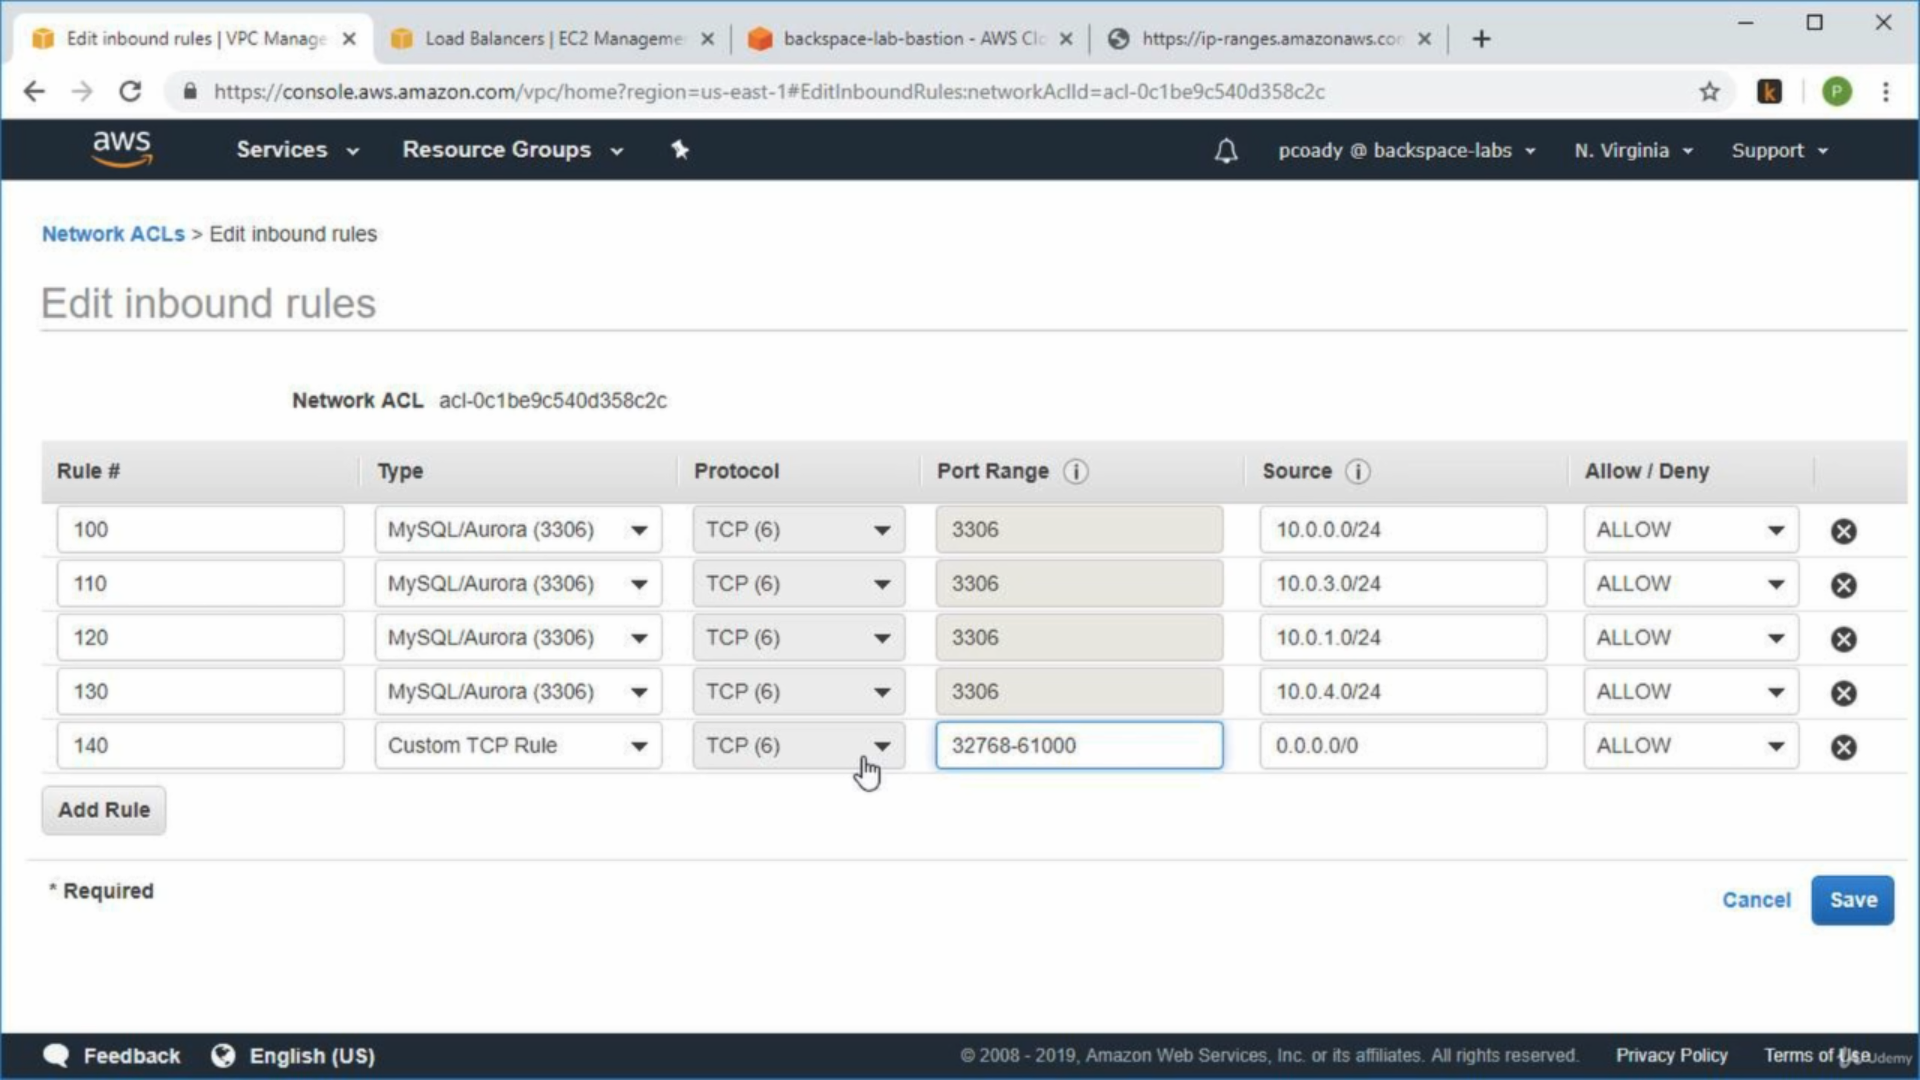 Edit inbound rules | VPC Manage
Load Balancers | EC2 Manageme
backspace-lab-bastion - AWS Clo
https://ip-ranges.amazonaws.co
https://console.aws.amazon.com/vpc/home?region=us-east-1#EditInboundRules:networkAclId=acl-0c1be9c540d358c2c
k
P
aws Services Resource Groups pcoady @ backspace-labs N. Virginia Support
Network ACLs > Edit inbound rules
Edit inbound rules
Network ACL acl-0c1be9c540d358c2c
Rule # Type Protocol Port Range i Source i Allow / Deny
100 MySQL/Aurora (3306) TCP (6) 3306 10.0.0.0/24 ALLOW
110 MySQL/Aurora (3306) TCP (6) 3306 10.0.3.0/24 ALLOW
120 MySQL/Aurora (3306) TCP (6) 3306 10.0.1.0/24 ALLOW
130 MySQL/Aurora (3306) TCP (6) 3306 10.0.4.0/24 ALLOW
140 Custom TCP Rule TCP (6) 32768-61000 0.0.0.0/0 ALLOW
Add Rule
* Required
Cancel Save
Feedback English (US) © 2008 - 2019, Amazon Web Services, Inc. or its affiliates. All rights reserved. Privacy Policy Terms of Use
Udemy